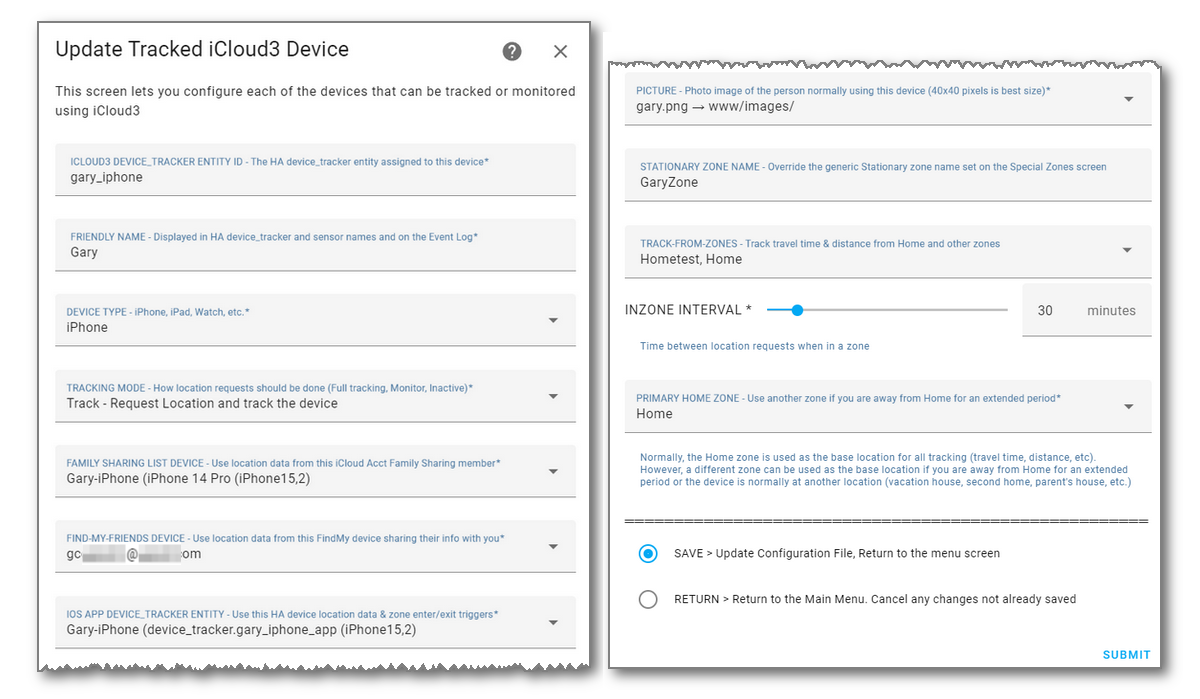 Update Tracked iCloud3 Device
This screen lets you configure each of the devices that can be tracked or monitored
using iCloud3
ICLOUD3 DEVICE_TRACKER ENTITY ID - The HA device_tracker entity assigned to this device*
gary_iphone
FRIENDLY NAME - Displayed in HA device_tracker and sensor names and on the Event Log*
Gary
DEVICE TYPE - iPhone, iPad, Watch, etc.*
iPhone
TRACKING MODE - How location requests should be done (Full tracking, Monitor, Inactive)*
Track - Request Location and track the device
FAMILY SHARING LIST DEVICE - Use location data from this iCloud Acct Family Sharing member*
Gary-iPhone (iPhone 14 Pro (iPhone15,2)
FIND-MY-FRIENDS DEVICE - Use location data from this FindMy device sharing their info with you*
gc @ om
IOS APP DEVICE_TRACKER ENTITY - Use this HA device location data & zone enter/exit triggers*
Gary-iPhone (device_tracker.gary_iphone_app (iPhone15,2)
PICTURE - Photo image of the person normally using this device (40x40 pixels is best size)*
gary.png → www/images/
STATIONARY ZONE NAME - Override the generic Stationary zone name set on the Special Zones screen
GaryZone
TRACK-FROM-ZONES - Track travel time & distance from Home and other zones
Hometest, Home
INZONE INTERVAL * 30 minutes
Time between location requests when in a zone
PRIMARY HOME ZONE - Use another zone if you are away from Home for an extended period*
Home
Normally, the Home zone is used as the base location for all tracking (travel time, distance, etc).
However, a different zone can be used as the base location if you are away from Home for an extended
period or the device is normally at another location (vacation house, second home, parent's house, etc.)
SAVE > Update Configuration File, Return to the menu screen
RETURN > Return to the Main Menu. Cancel any changes not already saved
SUBMIT